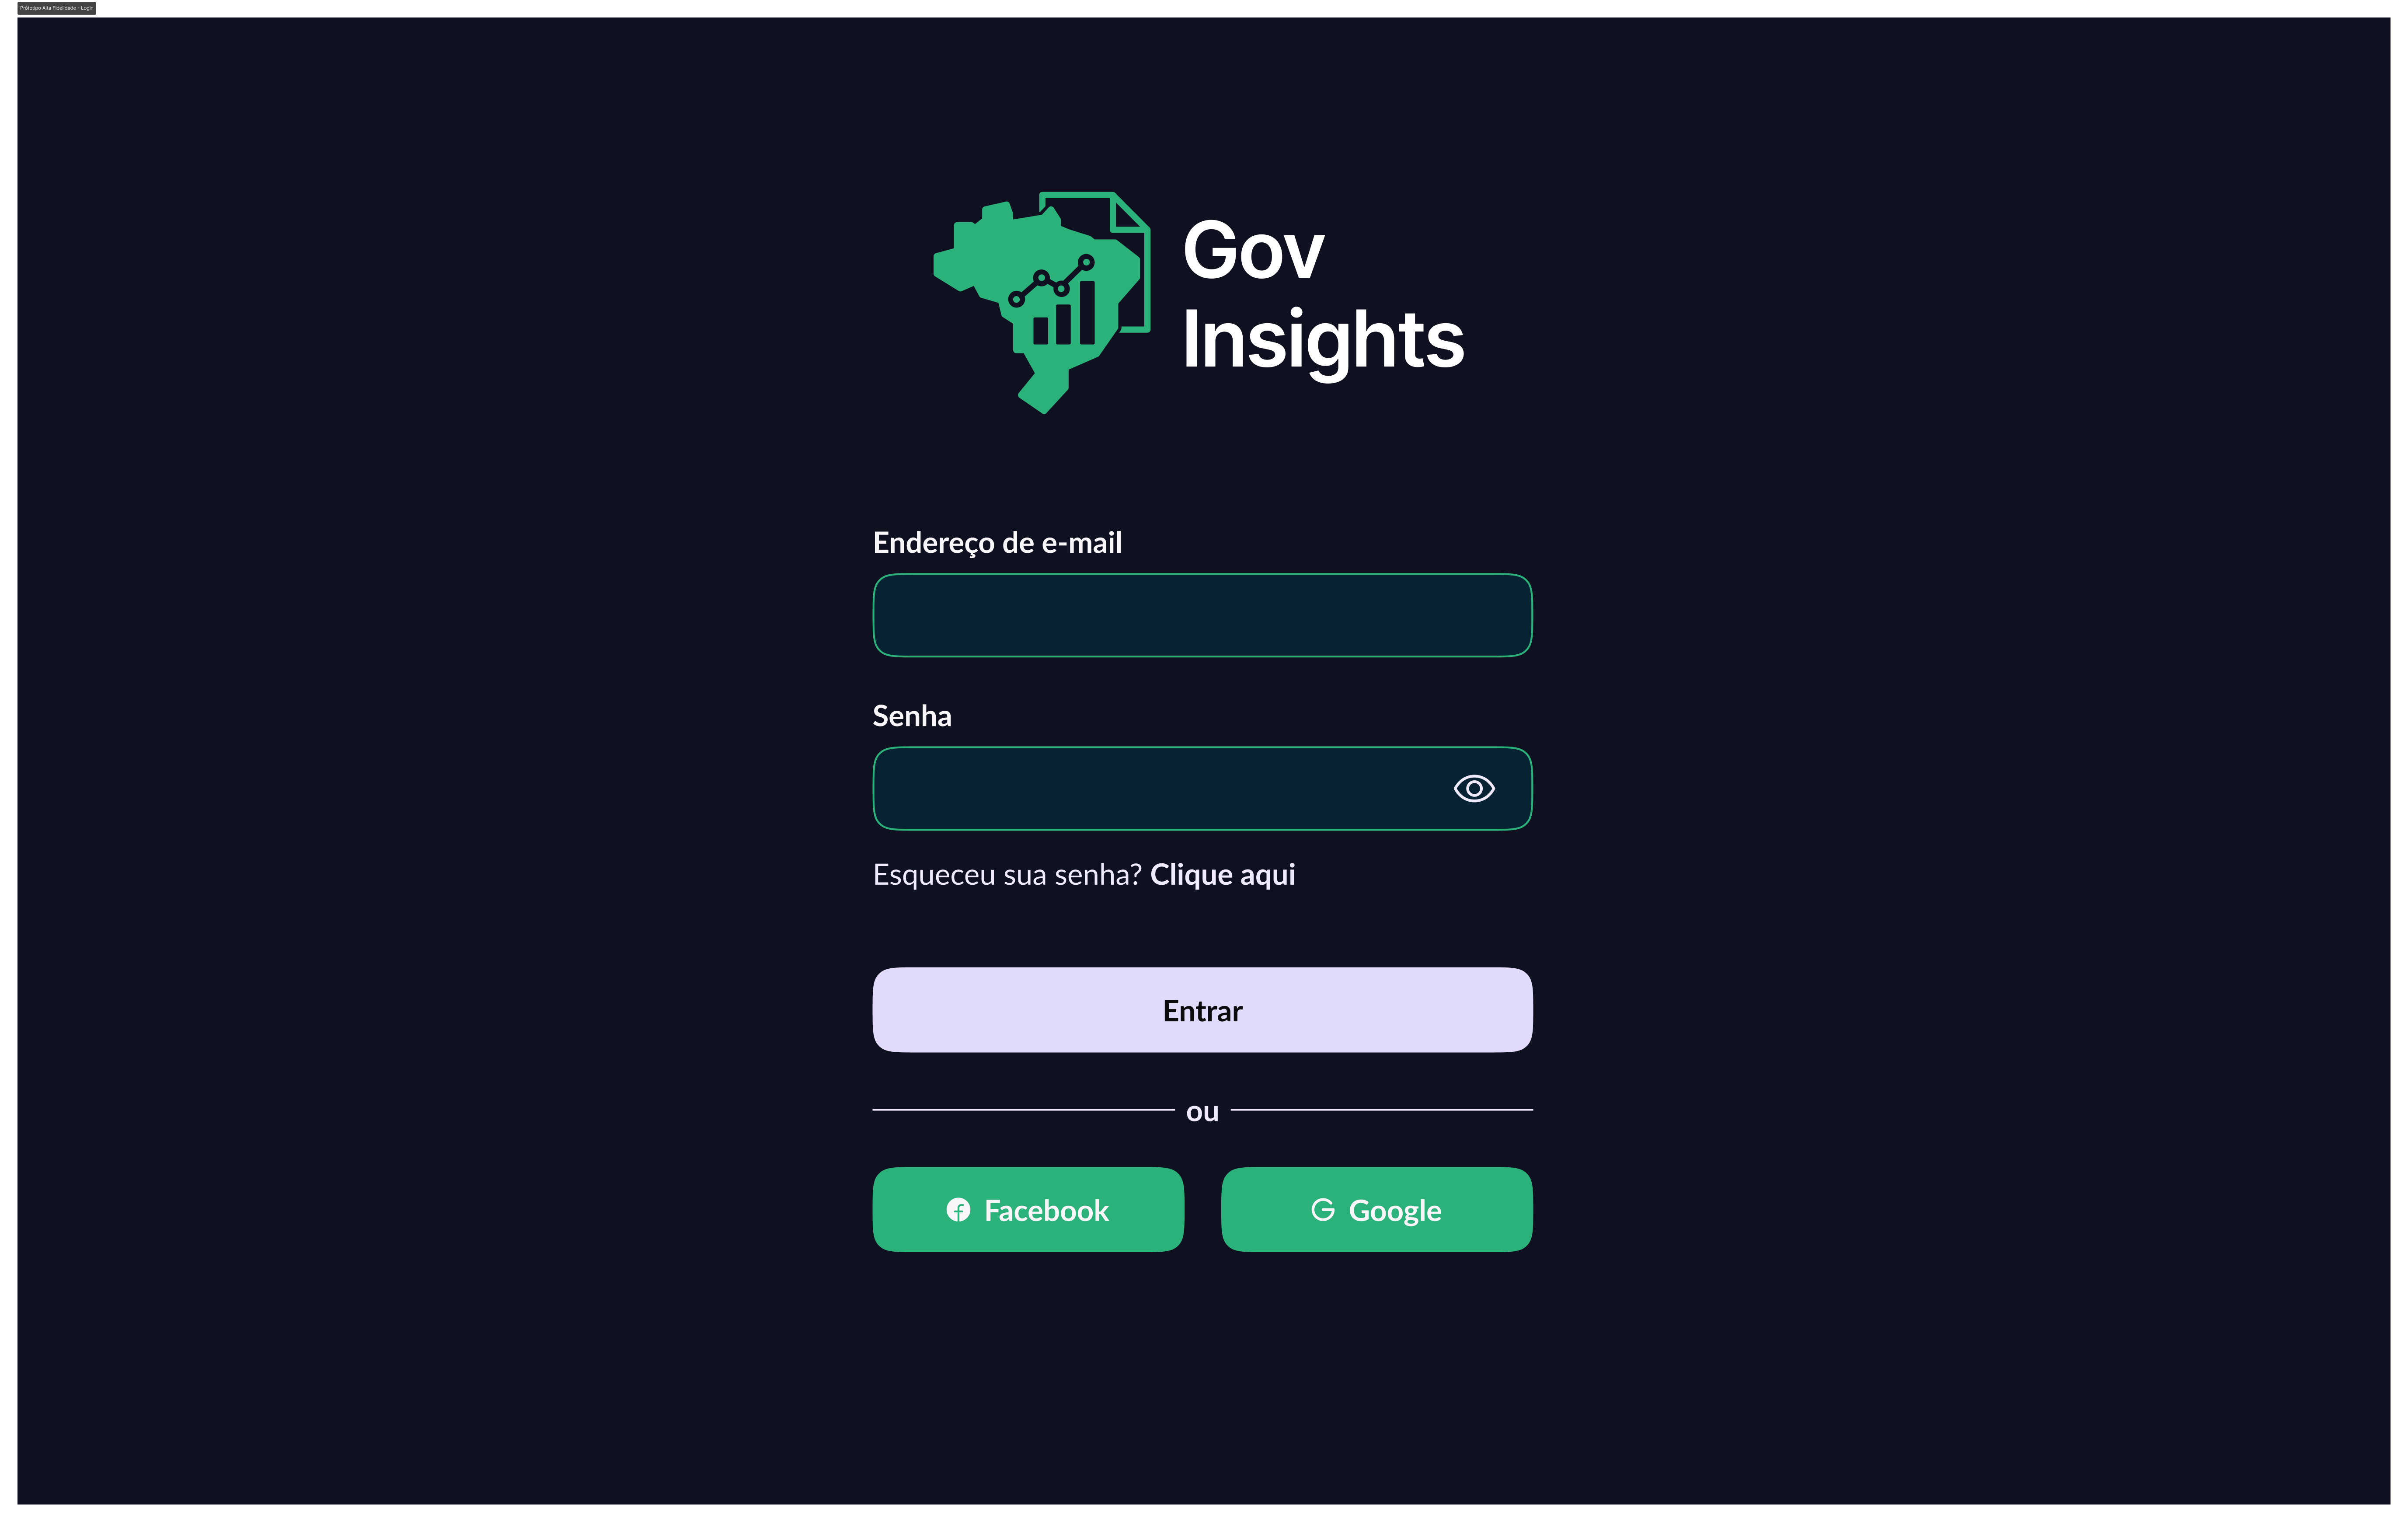 Protótipo Alta Fidelidade - Login
Gov
Insights
Endereço de e-mail
Senha
Esqueceu sua senha? Clique aqui
Entrar
ou
Facebook
Google